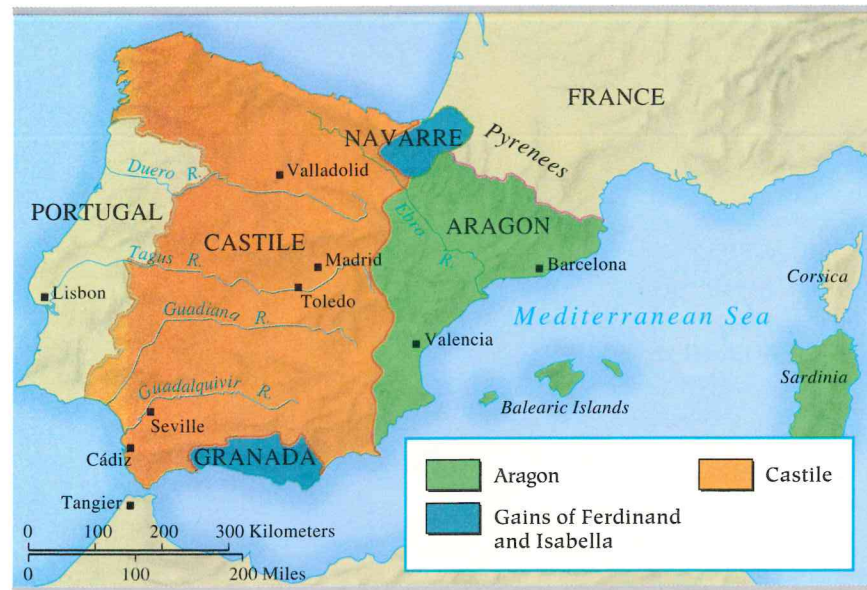 FRANCE
NAVARRE
Pyrenees
Duero R.
Valladolid
PORTUGAL
Ebro R.
ARAGON
CASTILE
Tagus R.
Madrid
Barcelona
Corsica
Lisbon
Toledo
Guadiana R.
Mediterranean Sea
Valencia
Sardinia
Guadalquivir R.
Balearic Islands
Seville
Cádiz
GRANADA
Tangier
Aragon
Castile
Gains of Ferdinand
and Isabella
0 100 200 300 Kilometers
0 100 200 Miles